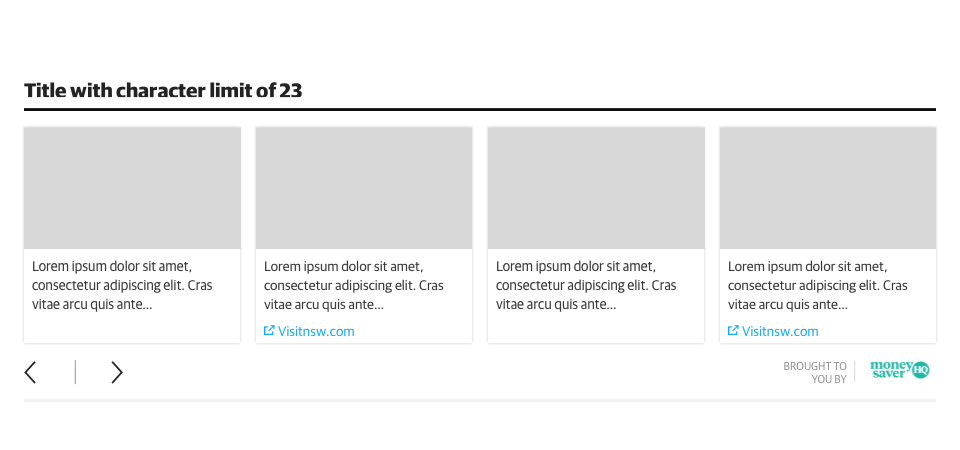 Title with character limit of 23
Lorem ipsum dolor sit amet,
consectetur adipiscing elit. Cras
vitae arcu quis ante...
Lorem ipsum dolor sit amet,
consectetur adipiscing elit. Cras
vitae arcu quis ante...
Visitnsw.com
Lorem ipsum dolor sit amet,
consectetur adipiscing elit. Cras
vitae arcu quis ante...
Lorem ipsum dolor sit amet,
consectetur adipiscing elit. Cras
vitae arcu quis ante...
Visitnsw.com
BROUGHT TO
YOU BY
money
saver HQ